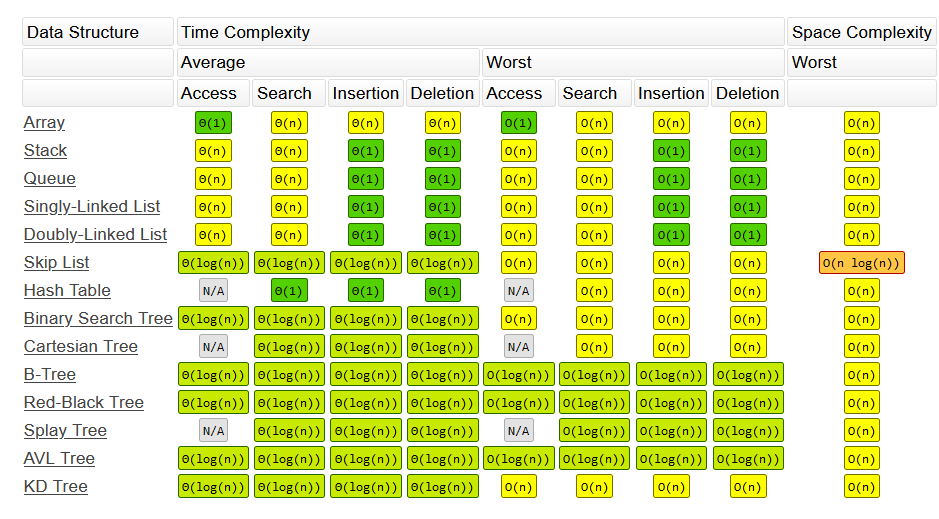 Data Structure Time Complexity Space Complexity
Average Worst Worst
Access Search Insertion Deletion Access Search Insertion Deletion
Array Θ(1) Θ(n) Θ(n) Θ(n) O(1) O(n) O(n) O(n) O(n)
Stack Θ(n) Θ(n) Θ(1) Θ(1) O(n) O(n) O(1) O(1) O(n)
Queue Θ(n) Θ(n) Θ(1) Θ(1) O(n) O(n) O(1) O(1) O(n)
Singly-Linked List Θ(n) Θ(n) Θ(1) Θ(1) O(n) O(n) O(1) O(1) O(n)
Doubly-Linked List Θ(n) Θ(n) Θ(1) Θ(1) O(n) O(n) O(1) O(1) O(n)
Skip List Θ(log(n)) Θ(log(n)) Θ(log(n)) Θ(log(n)) O(n) O(n) O(n) O(n) O(n log(n))
Hash Table N/A Θ(1) Θ(1) Θ(1) N/A O(n) O(n) O(n) O(n)
Binary Search Tree Θ(log(n)) Θ(log(n)) Θ(log(n)) Θ(log(n)) O(n) O(n) O(n) O(n) O(n)
Cartesian Tree N/A Θ(log(n)) Θ(log(n)) Θ(log(n)) N/A O(n) O(n) O(n) O(n)
B-Tree Θ(log(n)) Θ(log(n)) Θ(log(n)) Θ(log(n)) O(log(n)) O(log(n)) O(log(n)) O(log(n)) O(n)
Red-Black Tree Θ(log(n)) Θ(log(n)) Θ(log(n)) Θ(log(n)) O(log(n)) O(log(n)) O(log(n)) O(log(n)) O(n)
Splay Tree N/A Θ(log(n)) Θ(log(n)) Θ(log(n)) N/A O(log(n)) O(log(n)) O(log(n)) O(n)
AVL Tree Θ(log(n)) Θ(log(n)) Θ(log(n)) Θ(log(n)) O(log(n)) O(log(n)) O(log(n)) O(log(n)) O(n)
KD Tree Θ(log(n)) Θ(log(n)) Θ(log(n)) Θ(log(n)) O(n) O(n) O(n) O(n) O(n)